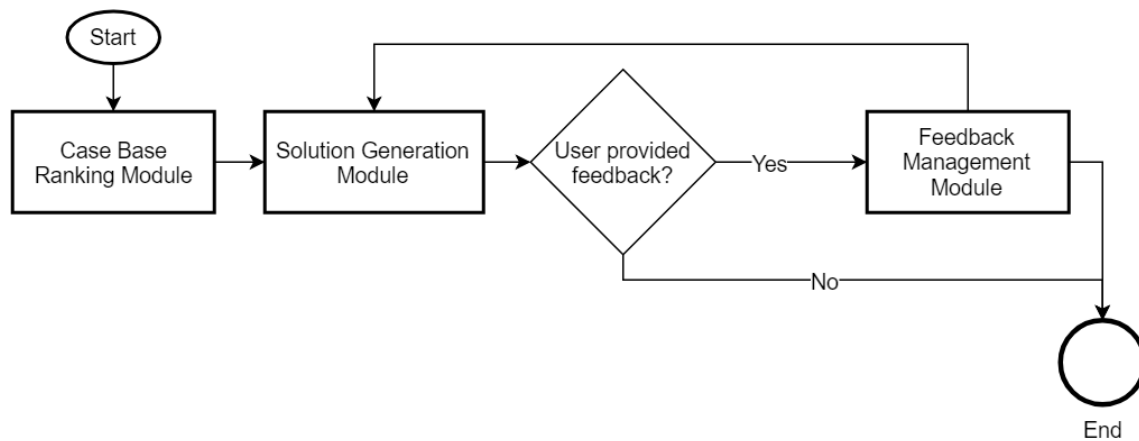 Start
Case Base
Ranking Module
Solution Generation
Module
User provided
feedback?
Yes
Feedback
Management
Module
No
End